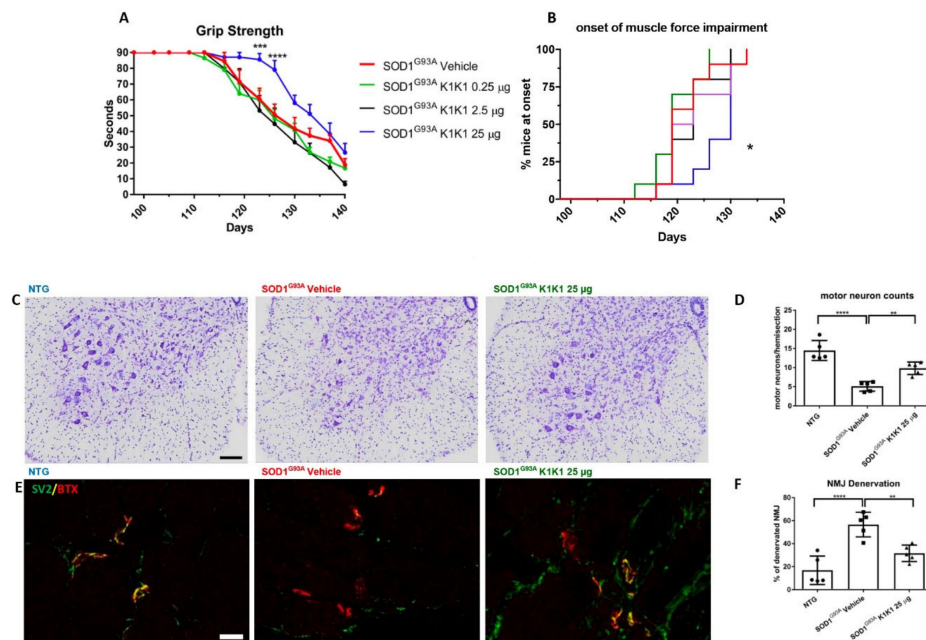 A
Grip Strength
Seconds
90
80
70
60
50
40
30
20
10
0
100 110 120 130 140
Days
***
****
SOD1G93A Vehicle
SOD1G93A K1K1 0.25 µg
SOD1G93A K1K1 2.5 µg
SOD1G93A K1K1 25 µg
B
onset of muscle force impairment
% mice at onset
100
75
50
25
0
100 110 120 130 140
Days
*
C
NTG
SOD1G93A Vehicle
SOD1G93A K1K1 25 µg
D
motor neuron counts
motor neurons/hemisection
20
15
10
5
0
****
**
NTG
SOD1G93A Vehicle
SOD1G93A K1K1 25 µg
NTG
SOD1G93A Vehicle
SOD1G93A K1K1 25 µg
E
SV2/BTX
F
NMJ Denervation
% of denervated NMJ
80
60
40
20
0
****
**
NTG
SOD1G93A Vehicle
SOD1G93A K1K1 25 µg